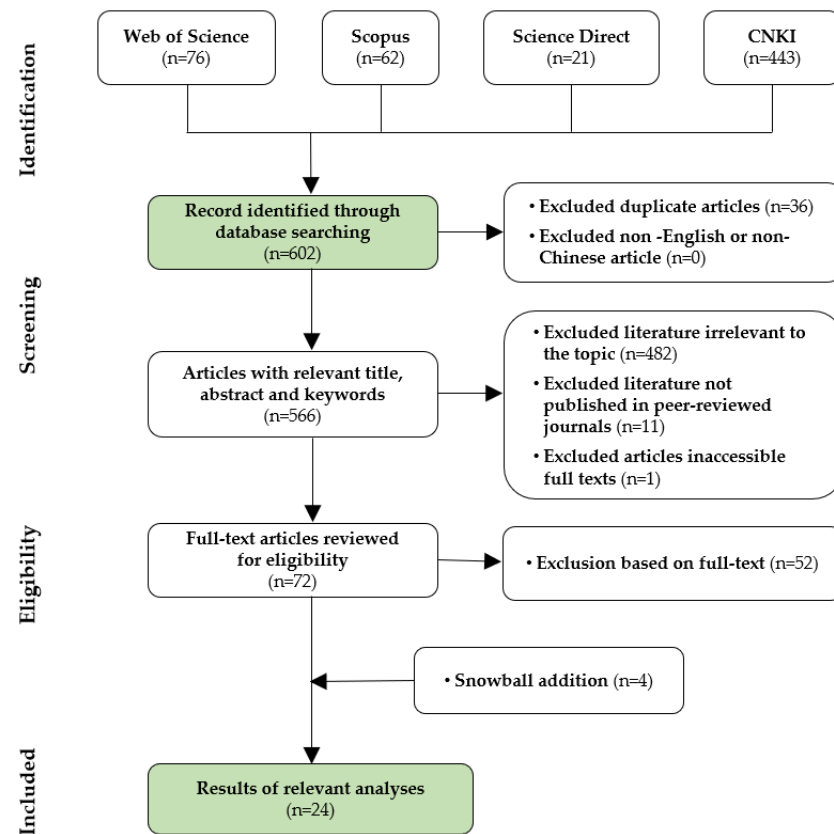 Identification
Web of Science
(n=76)
Scopus
(n=62)
Science Direct
(n=21)
CNKI
(n=443)
Record identified through
database searching
(n=602)
• Excluded duplicate articles (n=36)
• Excluded non -English or non-
Chinese article (n=0)
Screening
Articles with relevant title,
abstract and keywords
(n=566)
• Excluded literature irrelevant to
the topic (n=482)
• Excluded literature not
published in peer-reviewed
journals (n=11)
• Excluded articles inaccessible
full texts (n=1)
Eligibility
Full-text articles reviewed
for eligibility
(n=72)
• Exclusion based on full-text (n=52)
• Snowball addition (n=4)
Included
Results of relevant analyses
(n=24)